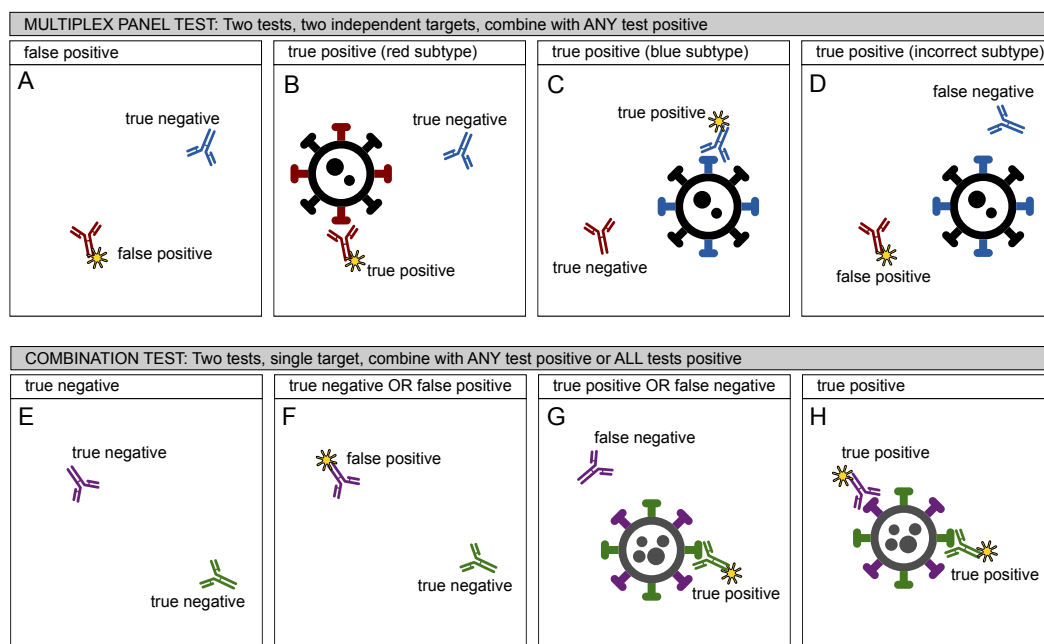 MULTIPLEX PANEL TEST: Two tests, two independent targets, combine with ANY test positive
false positive
true positive (red subtype)
true positive (blue subtype)
true positive (incorrect subtype)
A
true negative
false positive
B
true negative
true positive
C
true positive
true negative
D
false negative
false positive
COMBINATION TEST: Two tests, single target, combine with ANY test positive or ALL tests positive
true negative
true negative OR false positive
true positive OR false negative
true positive
E
true negative
true negative
F
false positive
true negative
G
false negative
true positive
H
true positive
true positive